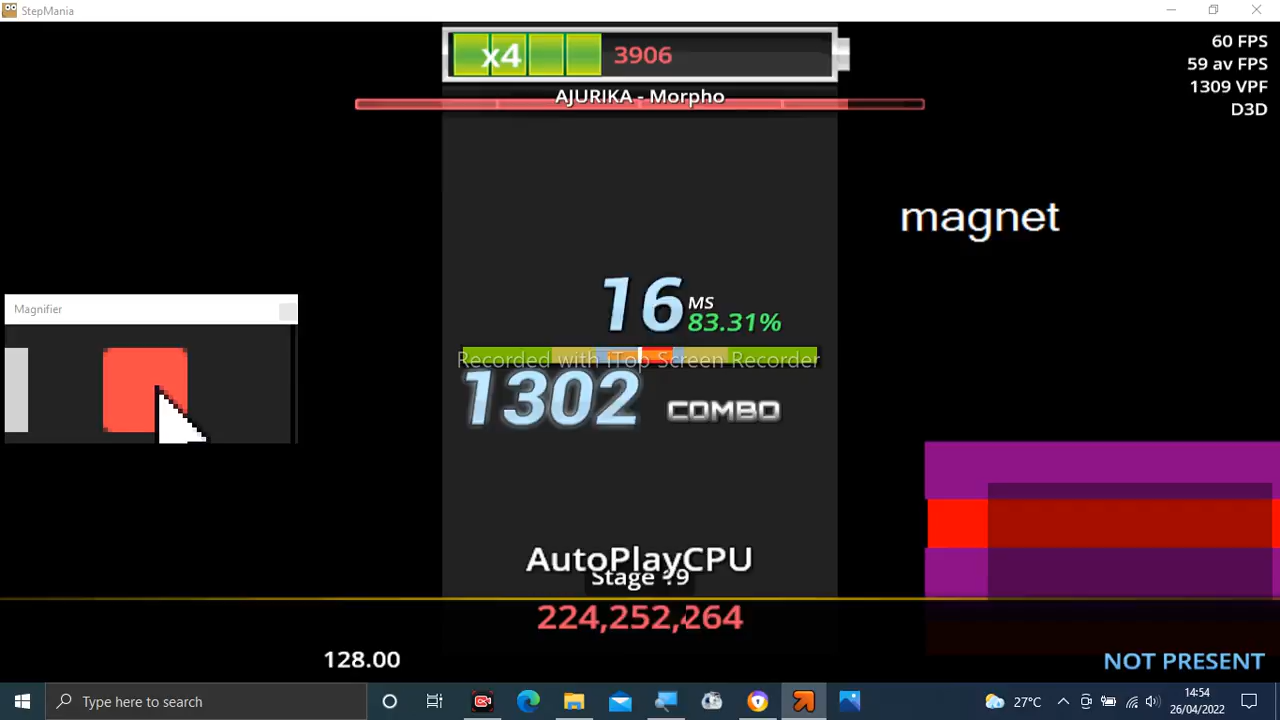 StepMania
60 FPS
59 av FPS
1309 VPF
D3D
x4 3906
AJURIKA - Morpho
magnet
Magnifier
16 MS
83.31%
Recorded with iTop Screen Recorder
1302 COMBO
AutoPlayCPU
Stage 19
224,252,264
128.00
NOT PRESENT
Type here to search
27°C
14:54
26/04/2022